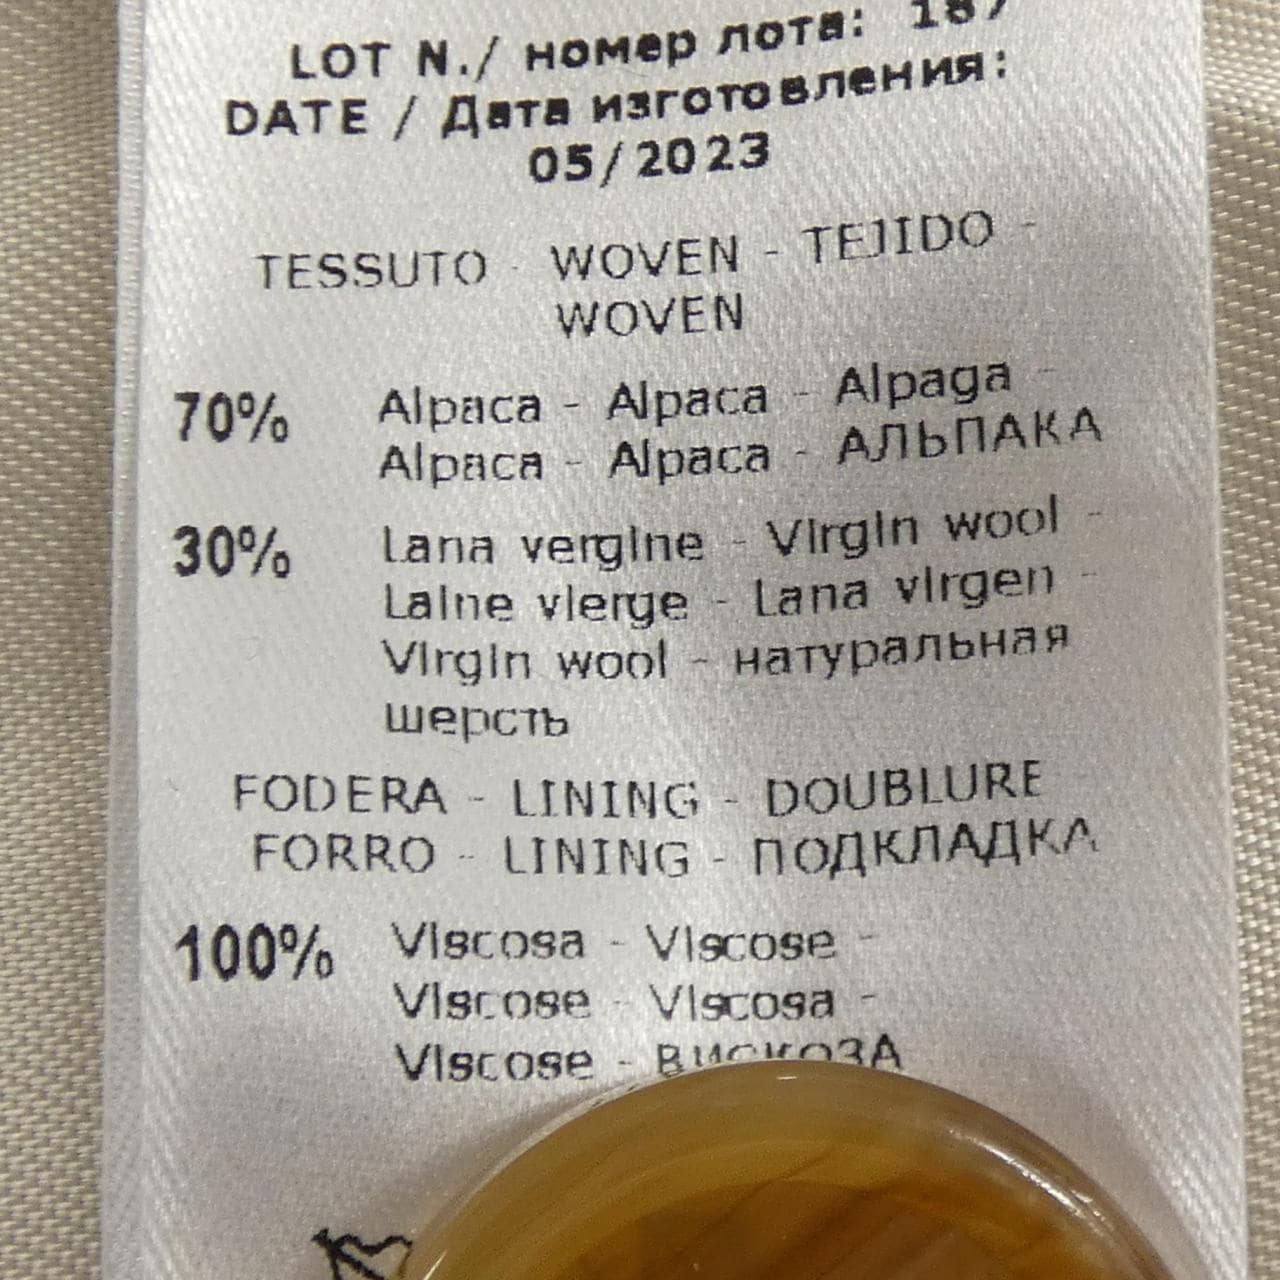 LOT N./ номер лота: 187
DATE / Дата изготовления:
05/2023
TESSUTO - WOVEN - TEJIDO -
WOVEN
70% Alpaca - Alpaca - Alpaga -
Alpaca - Alpaca - АЛЬПАКА
30% Lana vergine - Virgin wool -
Laine vierge - Lana virgen -
Virgin wool - натуральная
шерсть
FODERA - LINING - DOUBLURE
FORRO - LINING - ПОДКЛАДКА
100% Viscosa - Viscose -
Viscose - Viscosa -
Viscose - ВИСКОЗА